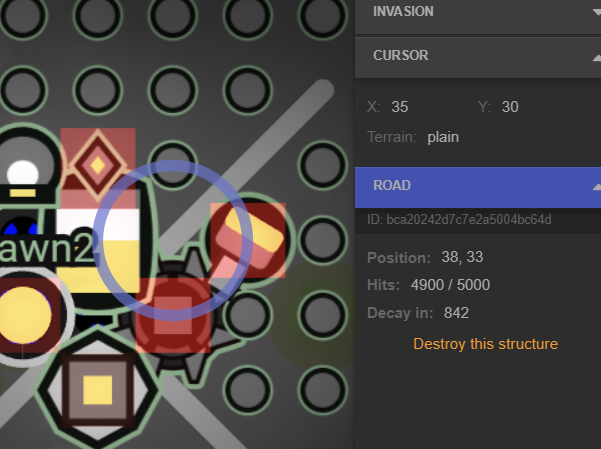 INVASION
CURSOR
X: 35 Y: 30
Terrain: plain
ROAD
ID: bca20242d7c7e2a5004bc64d
Position: 38, 33
Hits: 4900 / 5000
Decay in: 842
Destroy this structure
awn2